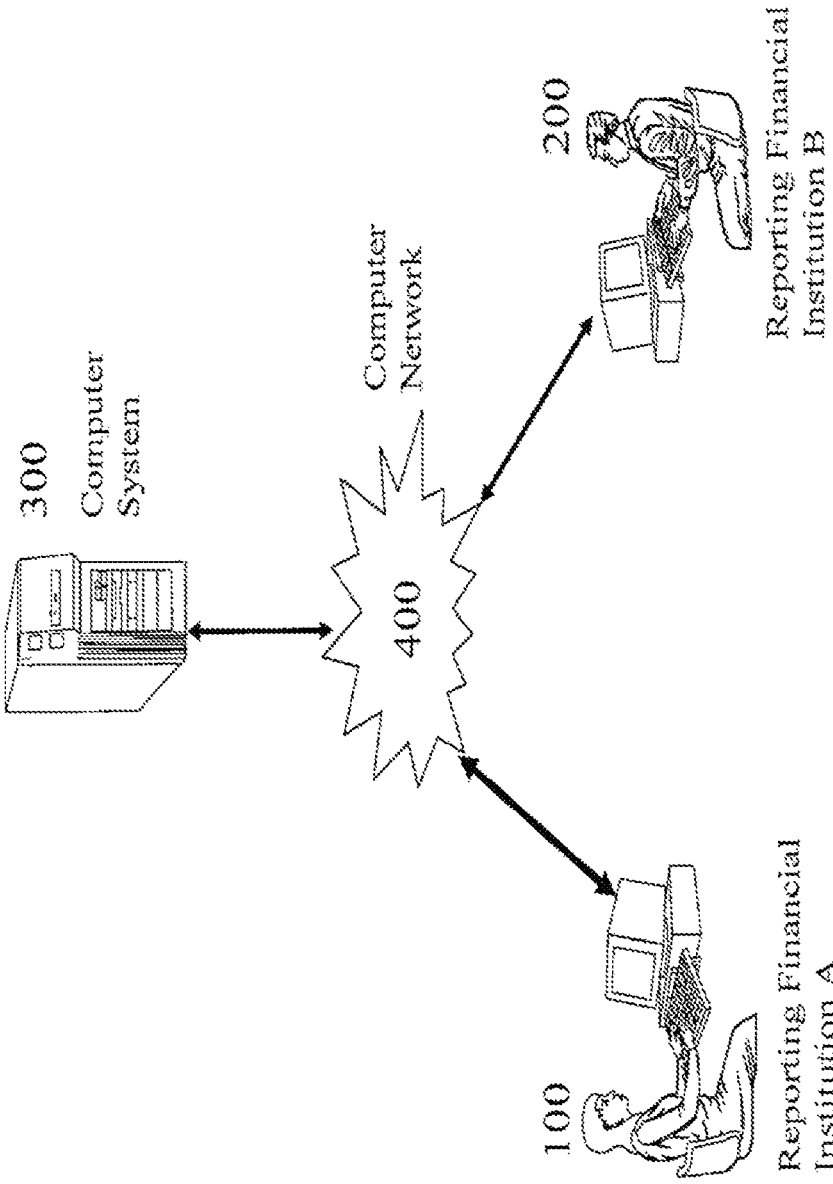 300
Computer
System
Computer
Network
400
100
200
Reporting Financial
Institution A
Reporting Financial
Institution B